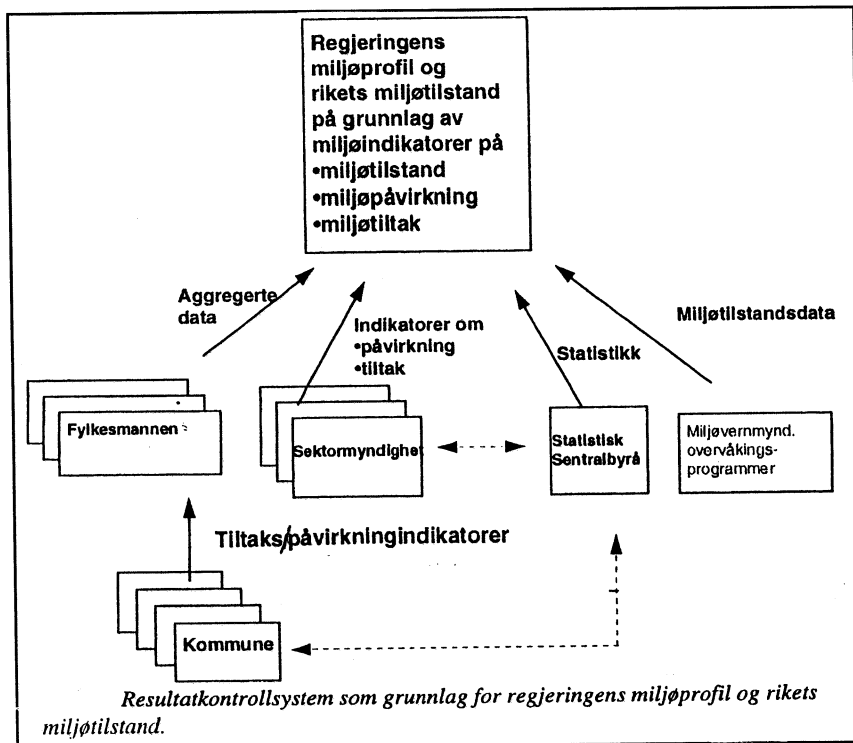 Regjeringens
miljøprofil og
rikets miljøtilstand
på grunnlag av
miljøindikatorer på
•miljøtilstand
•miljøpåvirkning
•miljøtiltak
Aggregerte
data
Indikatorer om
•påvirkning
•tiltak
Statistikk
Miljøtilstandsdata
Fylkesmannen
Sektormyndighet
Statistisk
Sentralbyrå
Miljøvernmynd.
overvåkings-
programmer
Tiltaks/påvirkningindikatorer
Kommune
Resultatkontrollsystem som grunnlag for regjeringens miljøprofil og rikets
miljøtilstand.